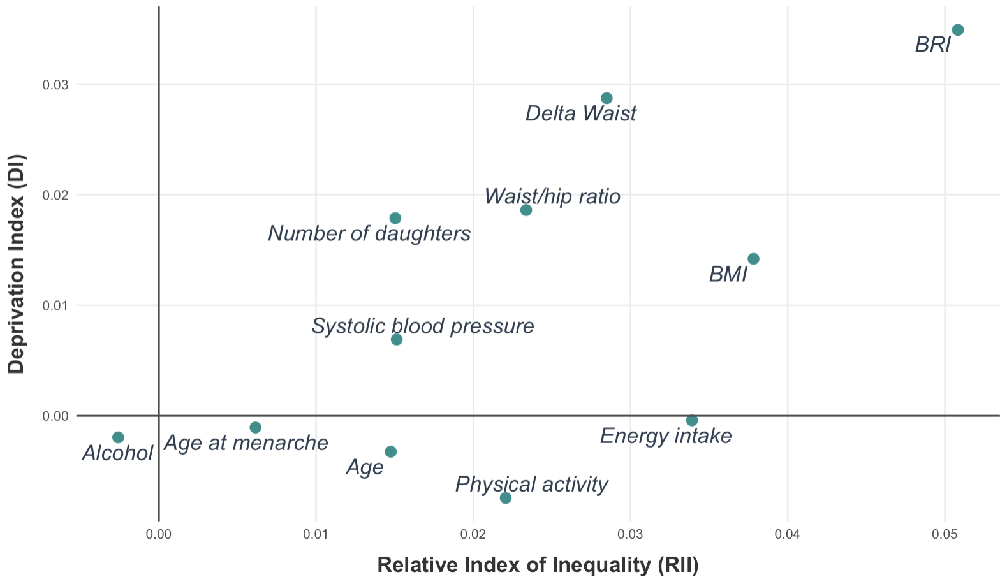 BRI
0.03
Delta Waist
0.02
Waist/hip ratio
Number of daughters
BMI
0.01
Systolic blood pressure
0.00
Energy intake
Age at menarche
Alcohol
Age
Physical activity
0.00
0.01
0.02
0.03
0.04
0.05
Relative Index of Inequality (RII)
Deprivation Index (DI)